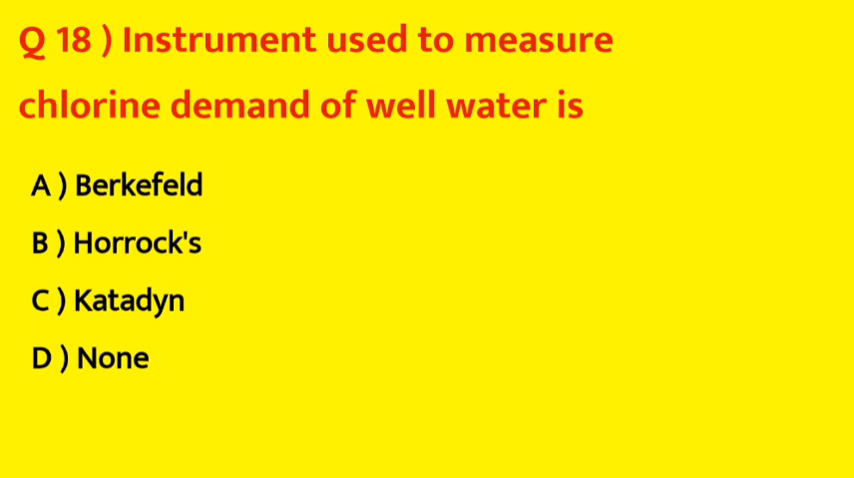 Q 18 ) Instrument used to measure
chlorine demand of well water is
A ) Berkefeld
B ) Horrock's
C ) Katadyn
D ) None